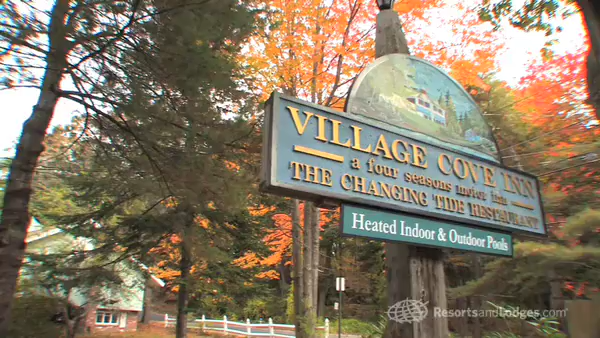 VILLAGE COVE INN
a four seasons motor inn
THE CHANGING TIDE RESTAURANT
Heated Indoor & Outdoor Pools
RESORTSandLODGES.com®